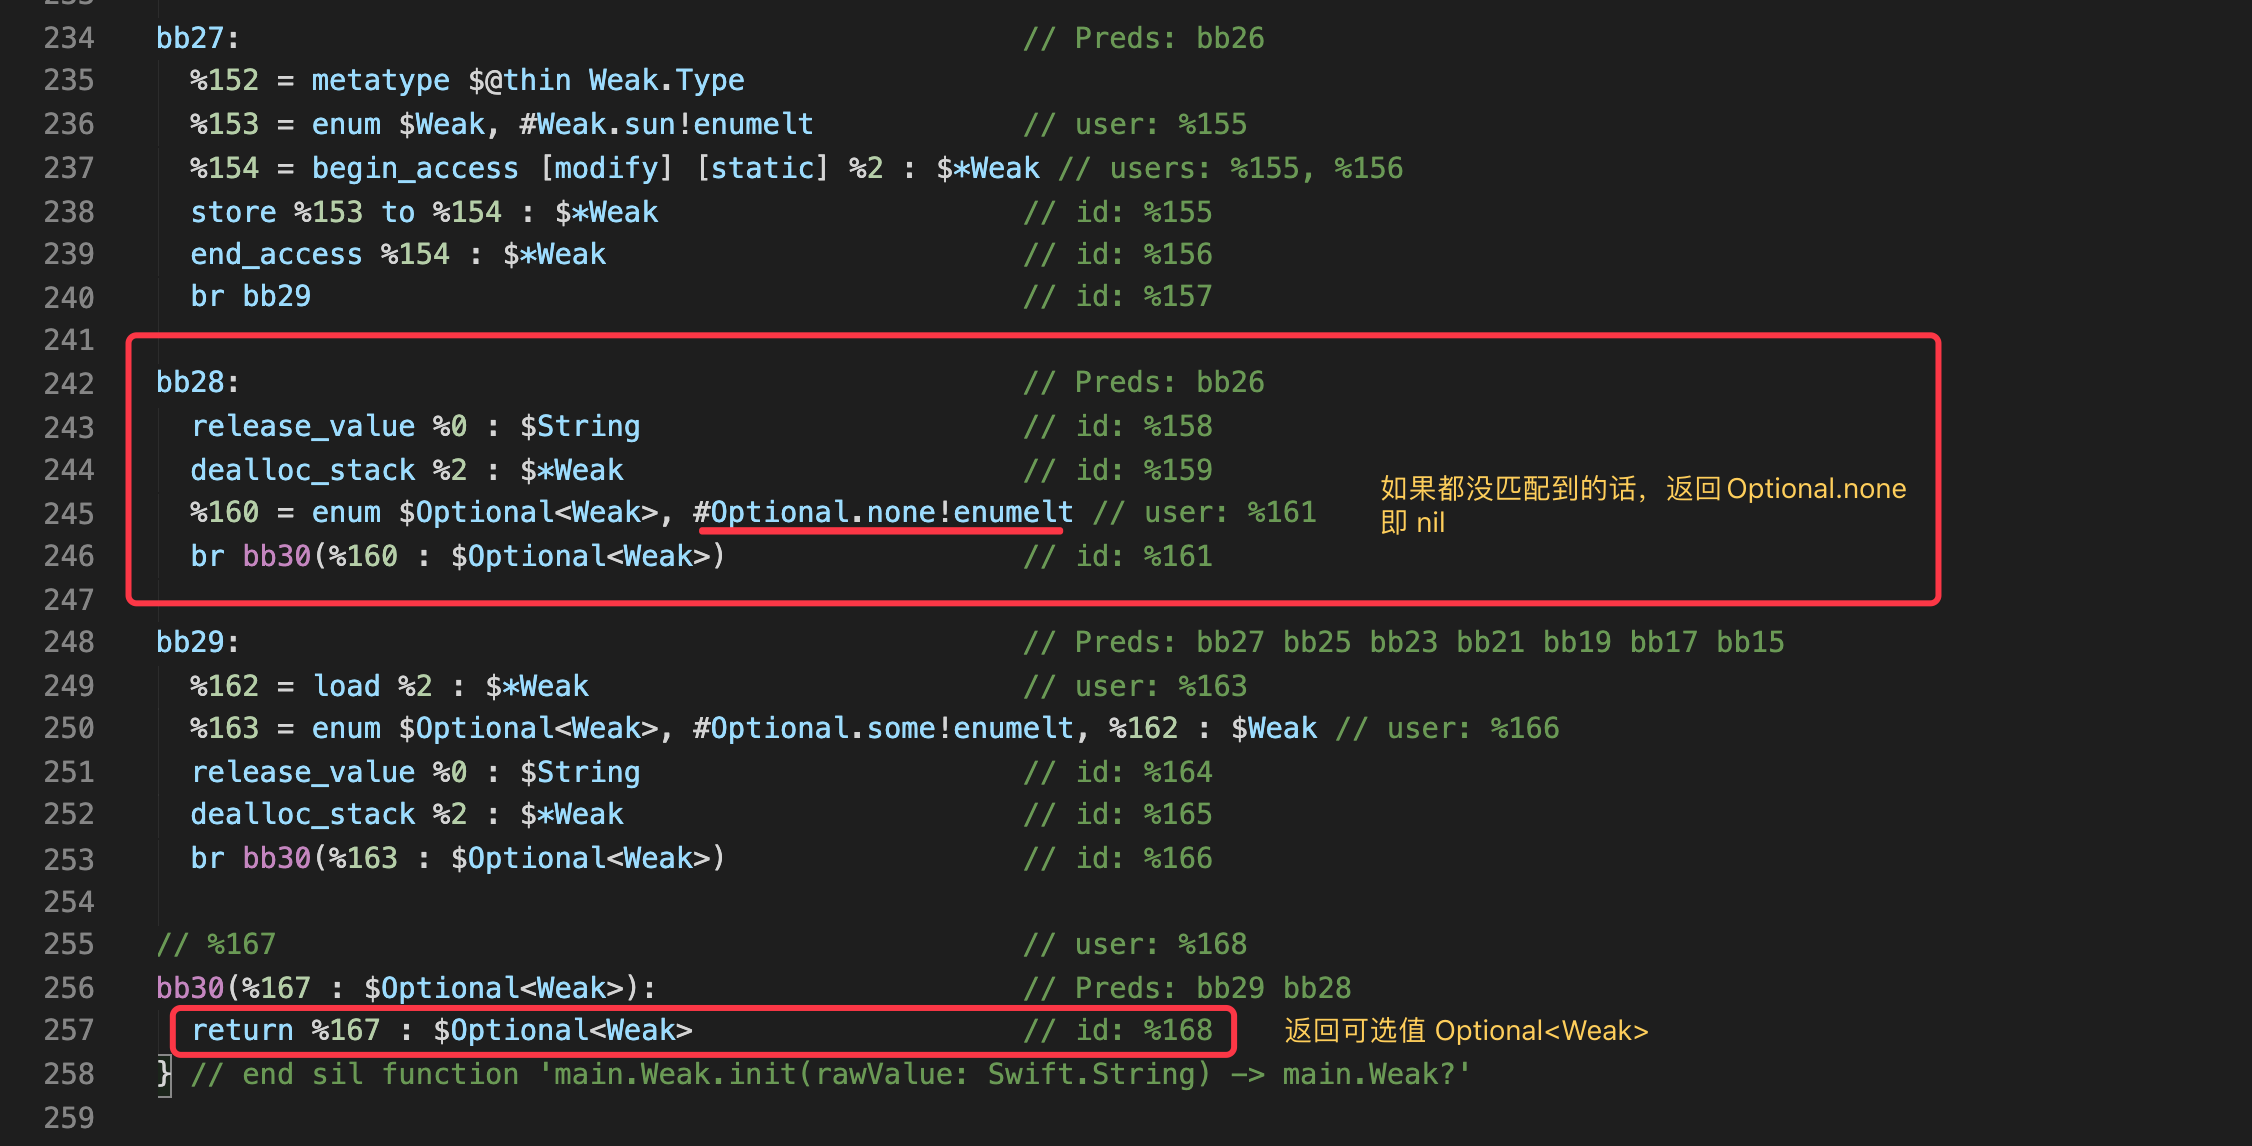 234 bb27: // Preds: bb26
235 %152 = metatype $@thin Weak.Type
236 %153 = enum $Weak, #Weak.sun!enumelt // user: %155
237 %154 = begin_access [modify] [static] %2 : $*Weak // users: %155, %156
238 store %153 to %154 : $*Weak // id: %155
239 end_access %154 : $*Weak // id: %156
240 br bb29 // id: %157
241
242 bb28: // Preds: bb26
243 release_value %0 : $String // id: %158
244 dealloc_stack %2 : $*Weak // id: %159
如果都没匹配到的话，返回Optional.none
245 %160 = enum $Optional<Weak>, #Optional.none!enumelt // user: %161
即 nil
246 br bb30(%160 : $Optional<Weak>) // id: %161
247
248 bb29: // Preds: bb27 bb25 bb23 bb21 bb19 bb17 bb15
249 %162 = load %2 : $*Weak // user: %163
250 %163 = enum $Optional<Weak>, #Optional.some!enumelt, %162 : $Weak // user: %166
251 release_value %0 : $String // id: %164
252 dealloc_stack %2 : $*Weak // id: %165
253 br bb30(%163 : $Optional<Weak>) // id: %166
254
255 // %167 // user: %168
256 bb30(%167 : $Optional<Weak>): // Preds: bb29 bb28
257 return %167 : $Optional<Weak> // id: %168 返回可选值 Optional<Weak>
258 } // end sil function 'main.Weak.init(rawValue: Swift.String) -> main.Weak?'
259